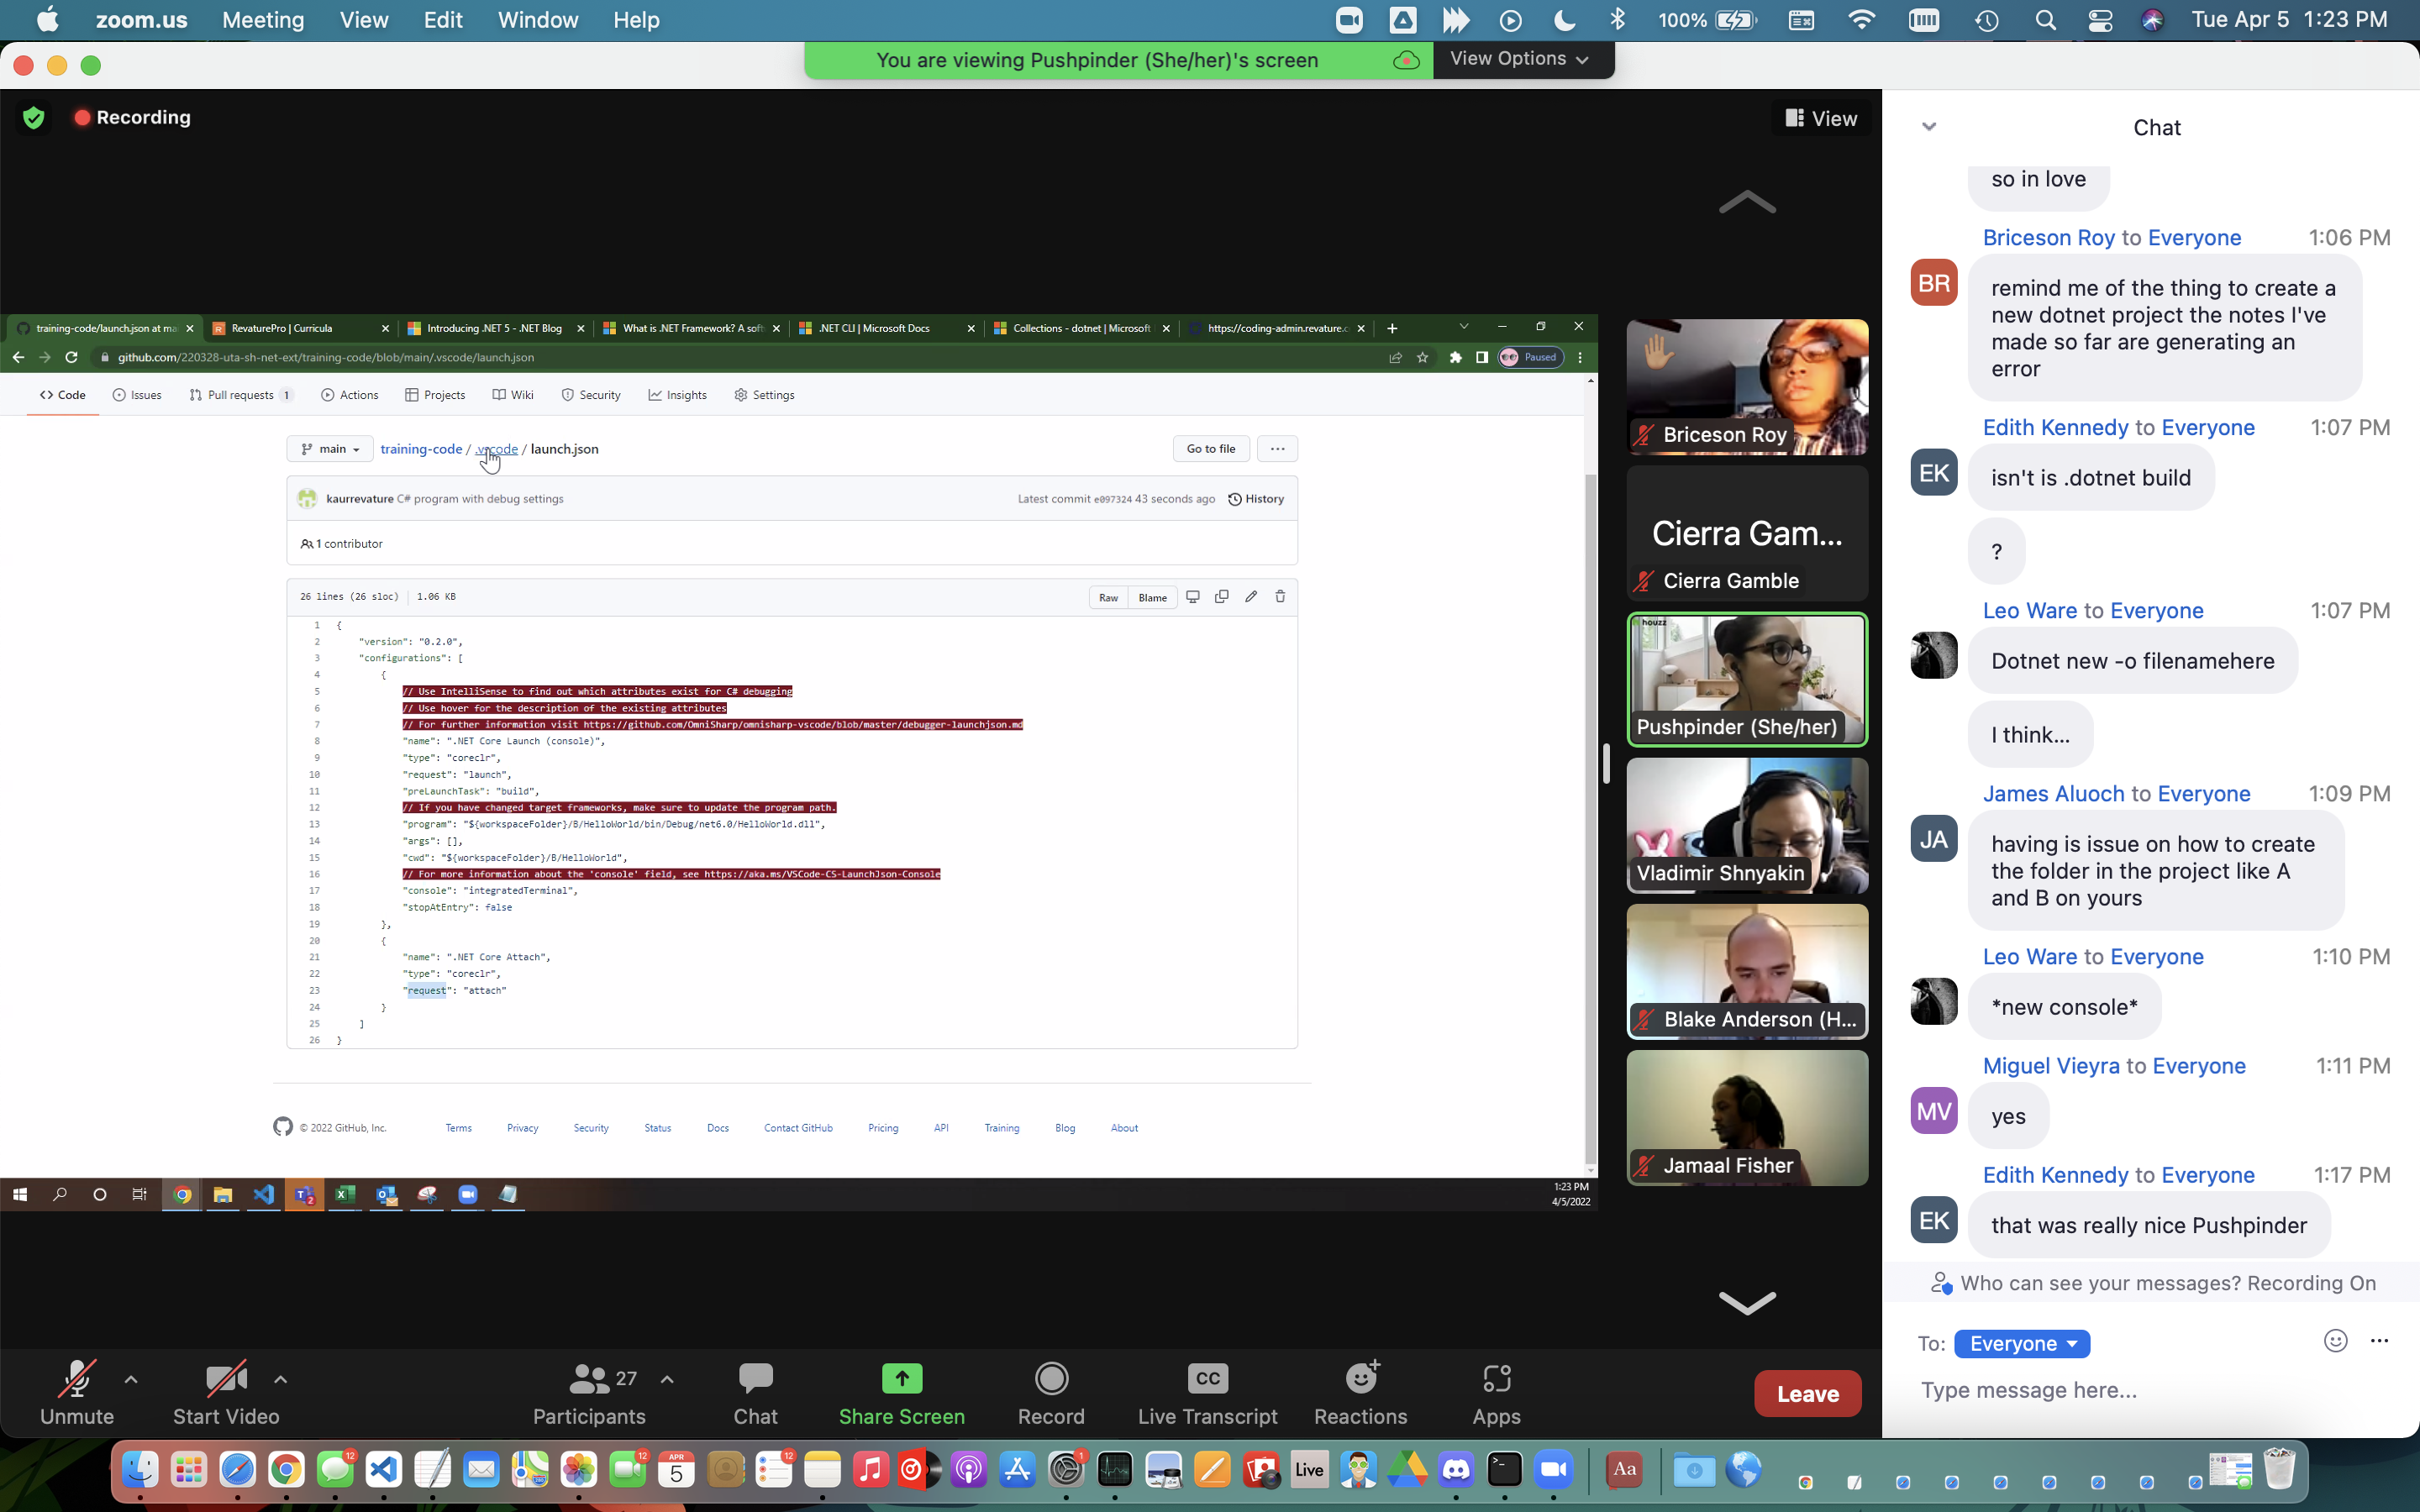 zoom.us Meeting View Edit Window Help
100% Tue Apr 5 1:23 PM
You are viewing Pushpinder (She/her)'s screen
View Options
Recording
View
training-code/launch.json at ma
RevaturePro | Curricula
Introducing .NET 5 - .NET Blog
What is .NET Framework? A soft
.NET CLI | Microsoft Docs
Collections - dotnet | Microsoft
https://coding-admin.revature.c
github.com/220328-uta-sh-net-ext/training-code/blob/main/.vscode/launch.json
Paused
<> Code
Issues
Pull requests 1
Actions
Projects
Wiki
Security
Insights
Settings
main
training-code / .vscode / launch.json
Go to file
...
kaurrevature C# program with debug settings
Latest commit e097324 43 seconds ago
History
1 contributor
26 lines (26 sloc) 1.06 KB
Raw
Blame
1 {
2 "version": "0.2.0",
3 "configurations": [
4 {
5 // Use IntelliSense to find out which attributes exist for C# debugging
6 // Use hover for the description of the existing attributes
7 // For further information visit https://github.com/OmniSharp/omnisharp-vscode/blob/master/debugger-launchjson.md
8 "name": ".NET Core Launch (console)",
9 "type": "coreclr",
10 "request": "launch",
11 "preLaunchTask": "build",
12 // If you have changed target frameworks, make sure to update the program path.
13 "program": "${workspaceFolder}/B/HelloWorld/bin/Debug/net6.0/HelloWorld.dll",
14 "args": [],
15 "cwd": "${workspaceFolder}/B/HelloWorld",
16 // For more information about the 'console' field, see https://aka.ms/VSCode-CS-LaunchJson-Console
17 "console": "integratedTerminal",
18 "stopAtEntry": false
19 },
20 {
21 "name": ".NET Core Attach",
22 "type": "coreclr",
23 "request": "attach"
24 }
25 ]
26 }
© 2022 GitHub, Inc.
Terms
Privacy
Security
Status
Docs
Contact GitHub
Pricing
API
Training
Blog
About
1:23 PM
4/5/2022
Briceson Roy
Cierra Gam...
Cierra Gamble
houzz
Pushpinder (She/her)
Vladimir Shnyakin
Blake Anderson (H...
Jamaal Fisher
Chat
so in love
Briceson Roy to Everyone 1:06 PM
BR
remind me of the thing to create a
new dotnet project the notes I've
made so far are generating an
error
Edith Kennedy to Everyone 1:07 PM
EK
isn't is .dotnet build
?
Leo Ware to Everyone 1:07 PM
Dotnet new -o filenamehere
I think...
James Aluoch to Everyone 1:09 PM
JA
having is issue on how to create
the folder in the project like A
and B on yours
Leo Ware to Everyone 1:10 PM
*new console*
Miguel Vieyra to Everyone 1:11 PM
MV
yes
Edith Kennedy to Everyone 1:17 PM
EK
that was really nice Pushpinder
Who can see your messages? Recording On
To: Everyone
Type message here...
Unmute
Start Video
27
Participants
Chat
Share Screen
Record
CC
Live Transcript
Reactions
Apps
Leave
12
12
APR
5
12
1
Live
Aa